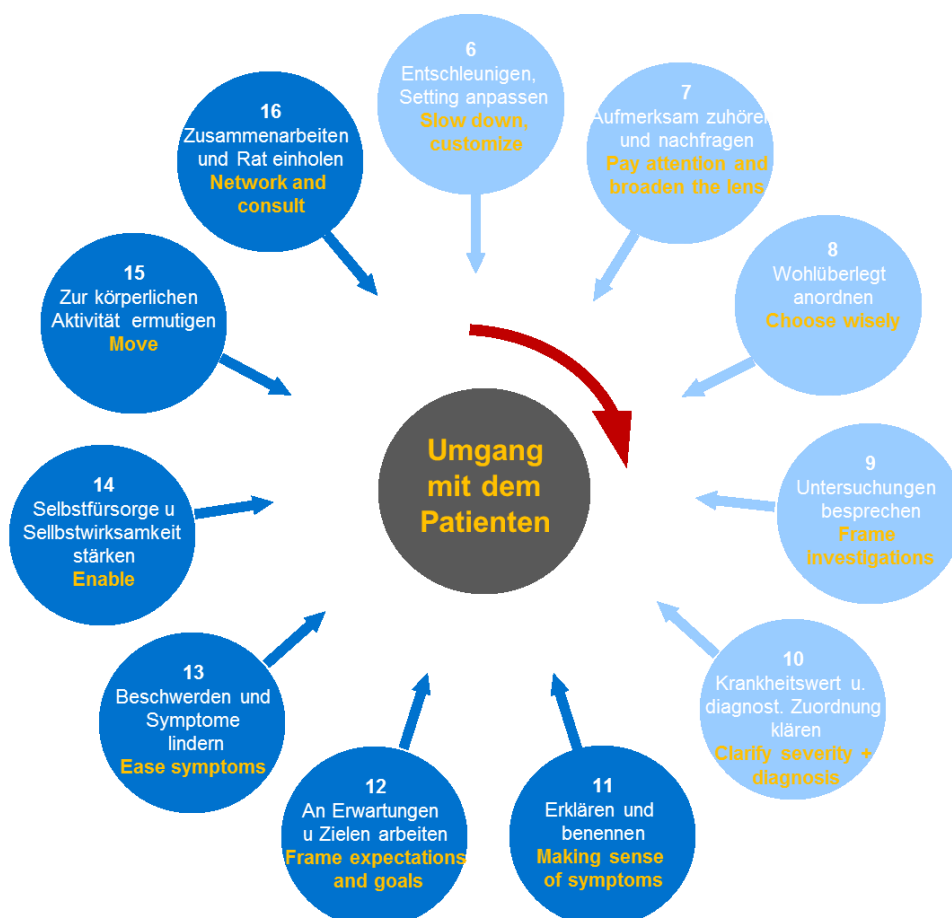 6
Entschleunigen,
Setting anpassen
Slow down,
customize
7
Aufmerksam zuhören
und nachfragen
Pay attention and
broaden the lens
8
Wohlüberlegt
anordnen
Choose wisely
9
Untersuchungen
besprechen
Frame
investigations
10
Krankheitswert u.
diagnost. Zuordnung
klären
Clarify severity +
diagnosis
11
Erklären und
benennen
Making sense
of symptoms
12
An Erwartungen
u Zielen arbeiten
Frame expectations
and goals
13
Beschwerden und
Symptome
lindern
Ease symptoms
14
Selbstfürsorge u
Sellbstwirksamkeit
stärken
Enable
15
Zur körperlichen
Aktivität ermutigen
Move
16
Zusammenarbeiten
und Rat einholen
Network and
consult
Umgang
mit dem
Patienten